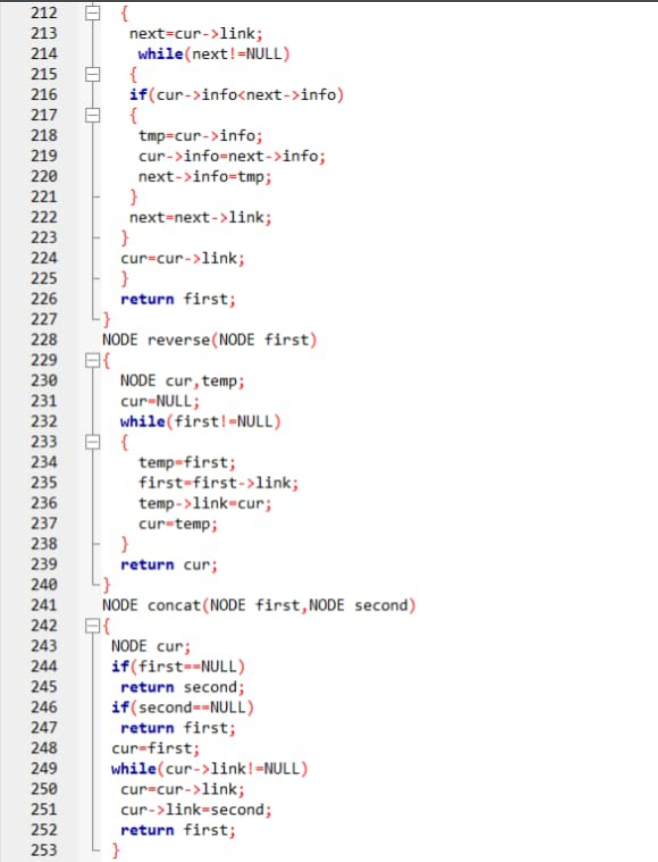 212 {
213 next=cur->link;
214 while(next!=NULL)
215 {
216 if(cur->info<next->info)
217 {
218 tmp=cur->info;
219 cur->info=next->info;
220 next->info=tmp;
221 }
222 next=next->link;
223 }
224 cur=cur->link;
225 }
226 return first;
227 }
228 NODE reverse(NODE first)
229 {
230 NODE cur,temp;
231 cur=NULL;
232 while(first!=NULL)
233 {
234 temp=first;
235 first=first->link;
236 temp->link=cur;
237 cur=temp;
238 }
239 return cur;
240 }
241 NODE concat(NODE first,NODE second)
242 {
243 NODE cur;
244 if(first==NULL)
245 return second;
246 if(second==NULL)
247 return first;
248 cur=first;
249 while(cur->link!=NULL)
250 cur=cur->link;
251 cur->link=second;
252 return first;
253 }